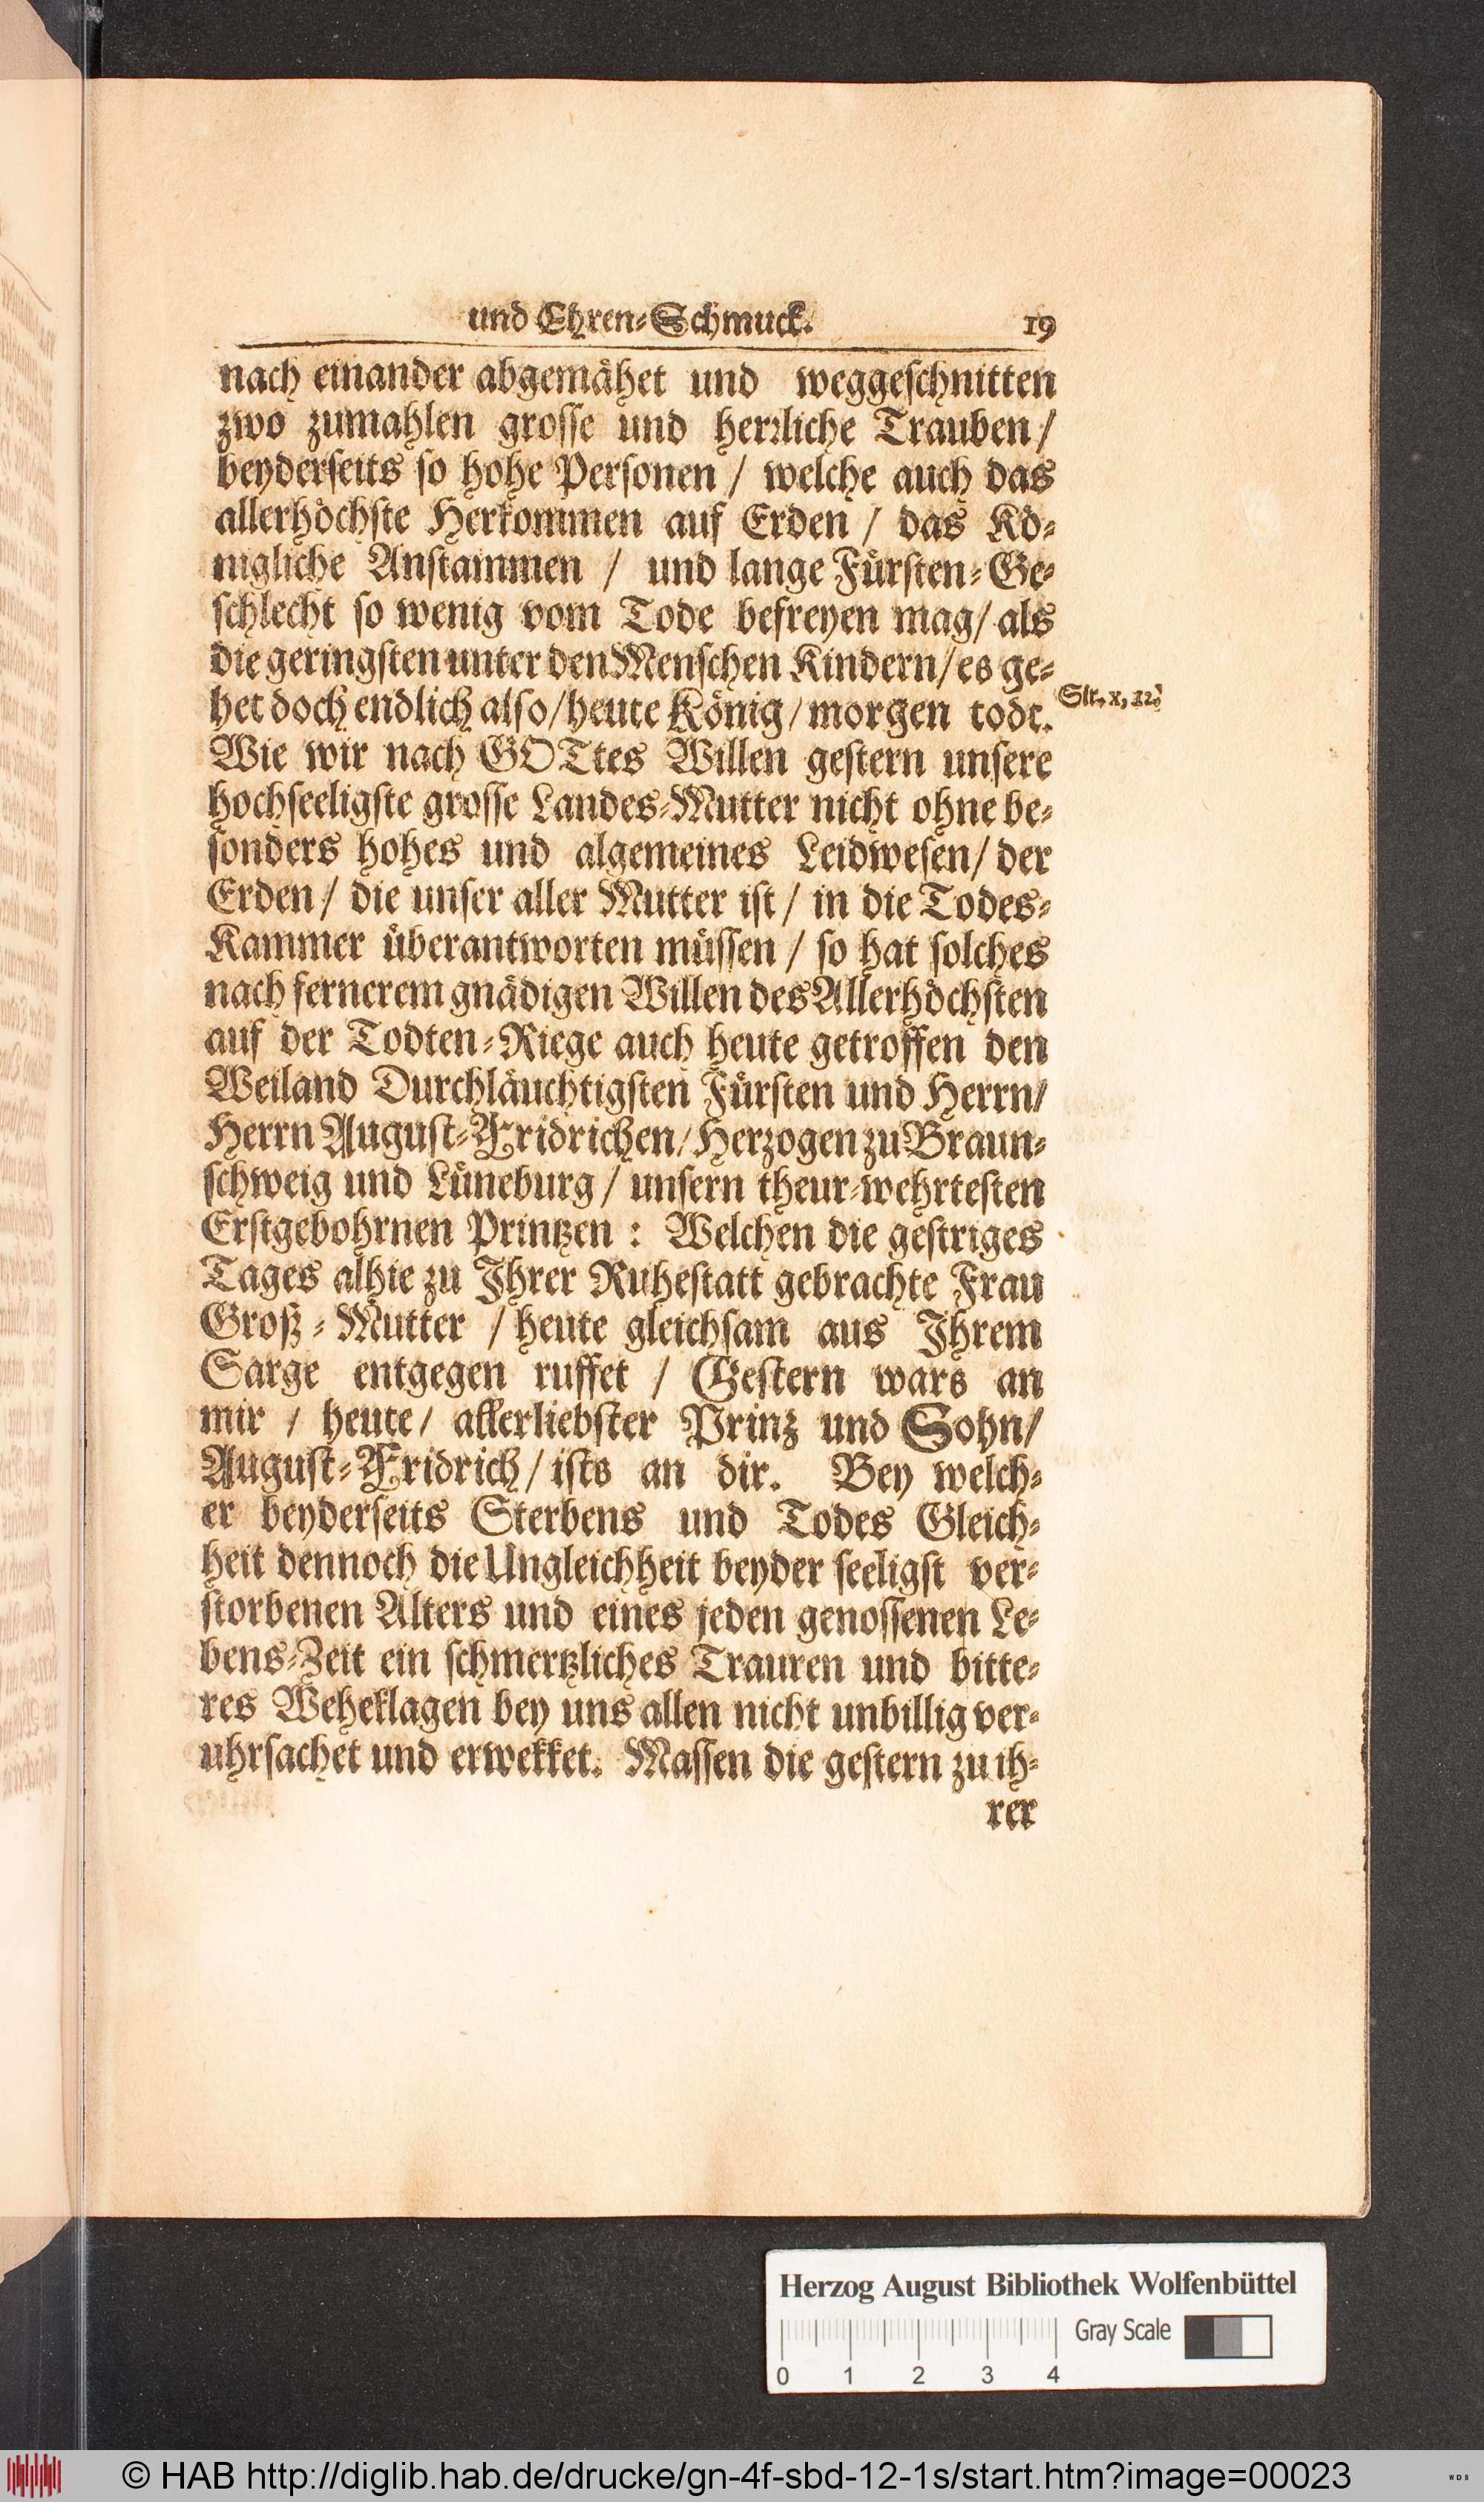 und Ehren-Schmuck. 19
nach einander abgemähet und weggeschnitten
zwo zumahlen grosse und herrliche Trauben /
beyderseits so hohe Personen / welche auch das
allerhöchste Herkommen auf Erden / das Kö-
nigliche Anstammen / und lange Fürsten-Ge-
schlecht so wenig vom Tode befreyen mag / als
die geringsten unter den Menschen Kindern / es ge-
het doch endlich also / heute König / morgen todt.
Sir. x, 12.
Wie wir nach GOTtes Willen gestern unsere
hochseeligste grosse Landes-Mutter nicht ohne be-
sonders hohes und algemeines Leidwesen / der
Erden / die unser aller Mutter ist / in die Todes-
Kammer überantworten müssen / so hat solches
nach fernerem gnädigen Willen des Allerhöchsten
auf der Todten-Riege auch heute getroffen den
Weiland Durchläuchtigsten Fürsten und Herrn /
Herrn August-Fridrichen / Herzogen zu Braun-
schweig und Lüneburg / unsern theur-wehrtesten
Erstgebohrnen Printzen : Welchen die gestriges
Tages alhie zu Ihrer Ruhestatt gebrachte Frau
Groß-Mutter / heute gleichsam aus Ihrem
Sarge entgegen ruffet / Gestern wars an
mir / heute / allerliebster Prinz und Sohn /
August-Fridrich / ists an dir. Bey welch-
er beyderseits Sterbens und Todes Gleich-
heit dennoch die Ungleichheit beyder seeligst ver-
storbenen Alters und eines jeden genossenen Le-
bens-Zeit ein schmertzliches Trauren und bitte-
res Weheklagen bey uns allen nicht unbillig ver-
uhrsachet und erwekket. Massen die gestern zu ih-
rer
Herzog August Bibliothek Wolfenbüttel
Gray Scale
0 1 2 3 4
© HAB http://diglib.hab.de/drucke/gn-4f-sbd-12-1s/start.htm?image=00023
WDB